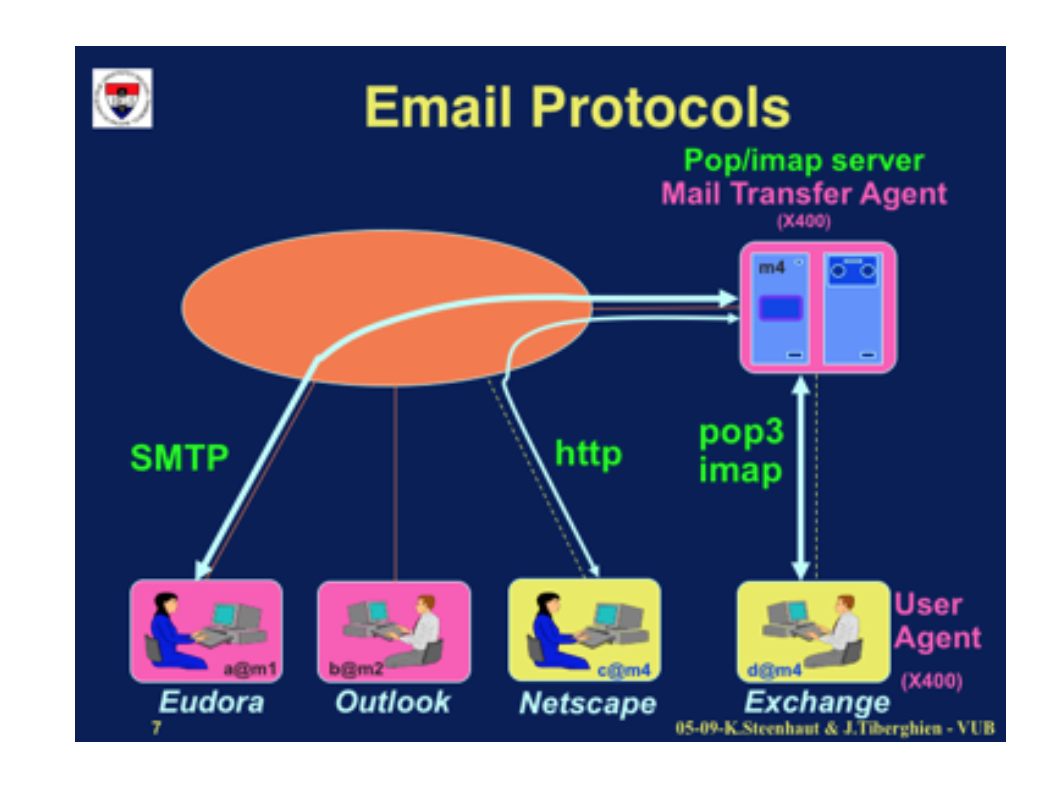 Email Protocols
Pop/imap server
Mail Transfer Agent
(X400)
m4
SMTP
http
pop3
imap
a@m1
b@m2
c@m4
d@m4
User
Agent
(X400)
Eudora
Outlook
Netscape
Exchange
7
05-09-K.Steenhaut & J.Tiberghien - VUB